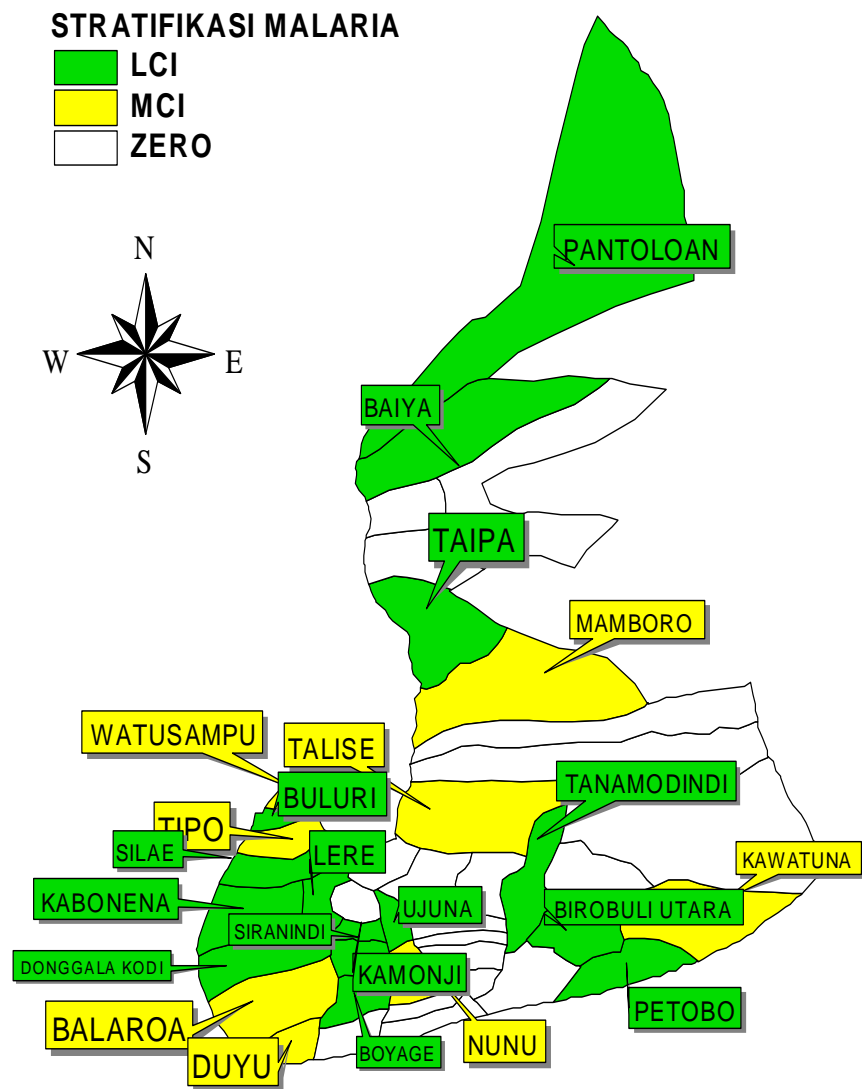 STRATIFIKASI MALARIA
LCI
MCI
ZERO
N
W
E
S
PANTOLOAN
BAIYA
TAIPA
MAMBORO
WATUSAMPU
TALISE
BULURI
TANAMODINDI
TIPO
SILAE
LERE
KAWATUNA
KABONENA
UJUNA
BIROBULI UTARA
SIRANINDI
DONGGALA KODI
KAMONJI
PETOBO
BALAROA
DUYU
BOYAGE
NUNU